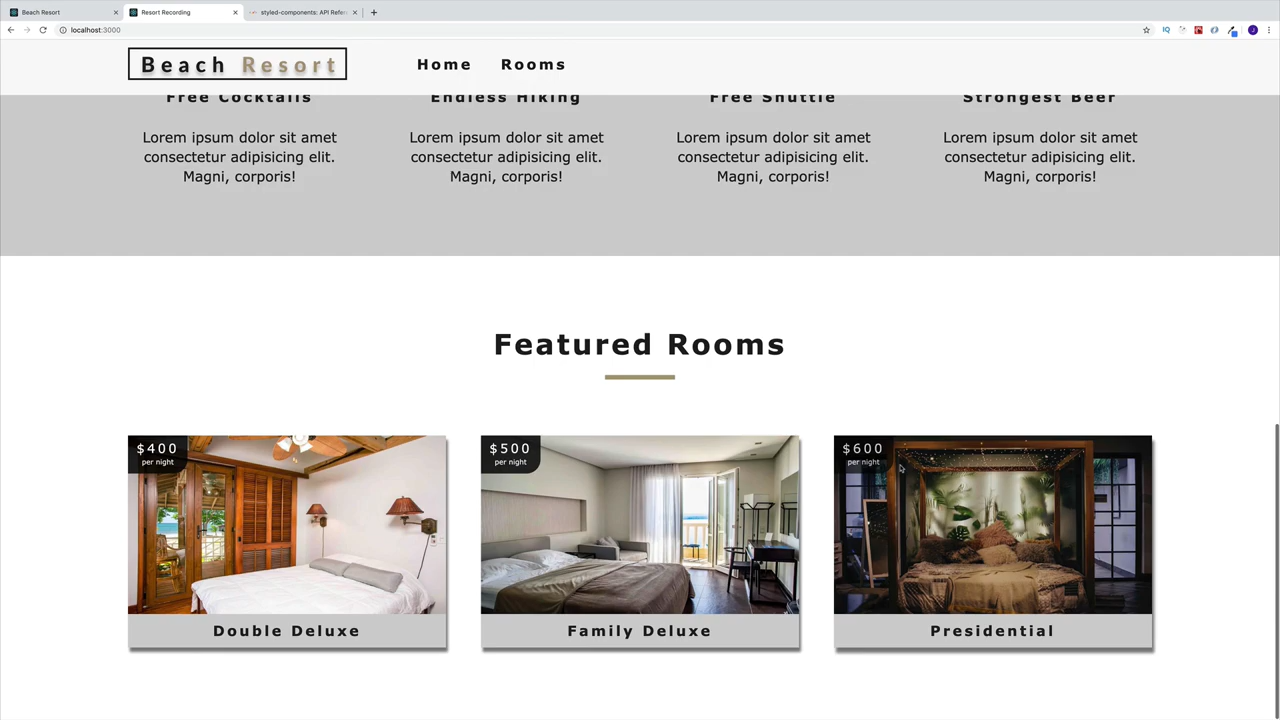 Beach Resort
Resort Recording
styled-components: API Refer
localhost:3000
IQ
J
Beach Resort
Home
Rooms
Free Cocktails
Endless Hiking
Free Shuttle
Strongest Beer
Lorem ipsum dolor sit amet
consectetur adipisicing elit.
Magni, corporis!
Lorem ipsum dolor sit amet
consectetur adipisicing elit.
Magni, corporis!
Lorem ipsum dolor sit amet
consectetur adipisicing elit.
Magni, corporis!
Lorem ipsum dolor sit amet
consectetur adipisicing elit.
Magni, corporis!
Featured Rooms
$400
per night
$500
per night
$600
per night
Double Deluxe
Family Deluxe
Presidential